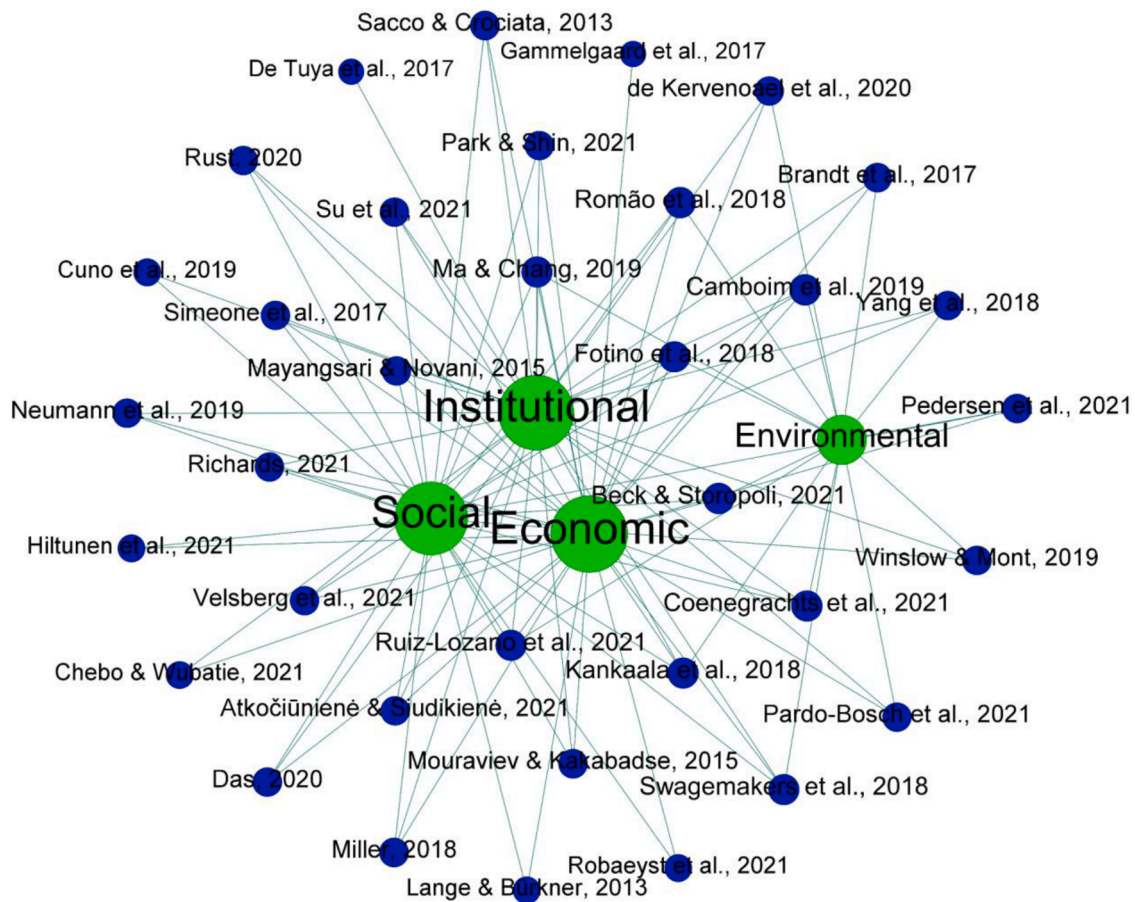 Sacco & Crociata, 2013
Gammelgaard et al., 2017
De Tuya et al., 2017
de Kervenoael et al., 2020
Park & Shin, 2021
Rust, 2020
Brandt et al., 2017
Romão et al., 2018
Su et al., 2021
Cuno et al., 2019
Ma & Chang, 2019
Camboim et al., 2019
Yang et al., 2018
Simeone et al., 2017
Fotino et al., 2018
Mayangsari & Novani, 2015
Institutional
Neumann et al., 2019
Pedersen et al., 2021
Environmental
Richards, 2021
Beck & Storopoli, 2021
Social
Economic
Hiltunen et al., 2021
Winslow & Mont, 2019
Velsberg et al., 2021
Coenegrachts et al., 2021
Ruiz-Lozano et al., 2021
Chebo & Wubatie, 2021
Kankaala et al., 2018
Atkočiūnienė & Siudikienė, 2021
Pardo-Bosch et al., 2021
Mouraviev & Kakabadse, 2015
Das, 2020
Swagemakers et al., 2018
Miller, 2018
Robaeyst et al., 2021
Lange & Bürkner, 2013